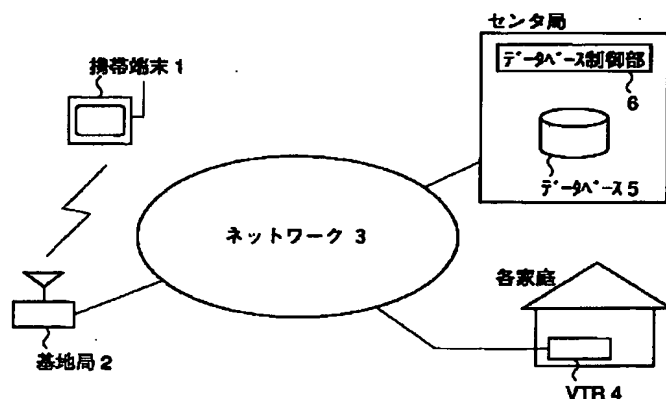 センタ局
データベース制御部
6
データベース 5
携帯端末 1
ネットワーク 3
基地局 2
各家庭
VTR 4